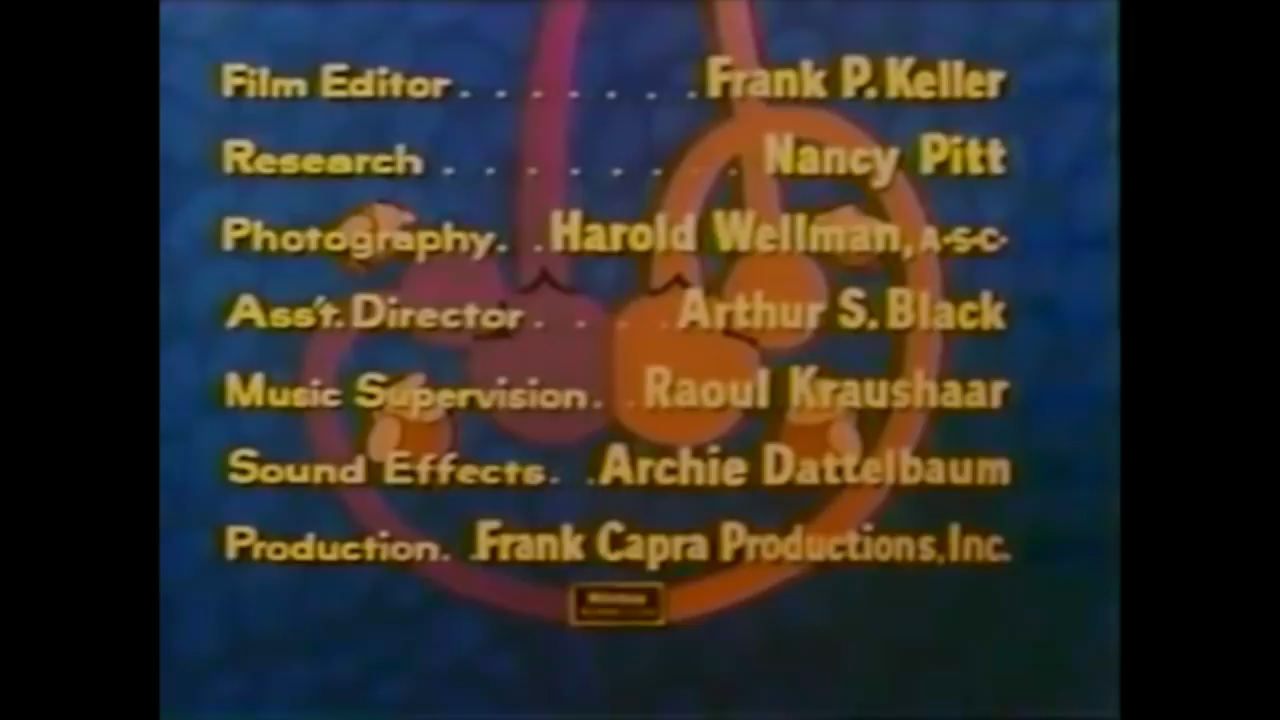 Film Editor . . . . . . . Frank P. Keller
Research . . . . . . . . Nancy Pitt
Photography. . Harold Wellman, A·S·C·
Ass't. Director . . . . Arthur S. Black
Music Supervision. . Raoul Kraushaar
Sound Effects. . Archie Dattelbaum
Production. . Frank Capra Productions, Inc.